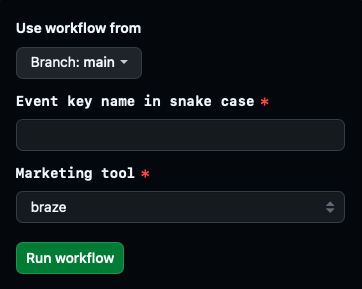 Use workflow from
Branch: main
Event key name in snake case *
Marketing tool *
braze
Run workflow